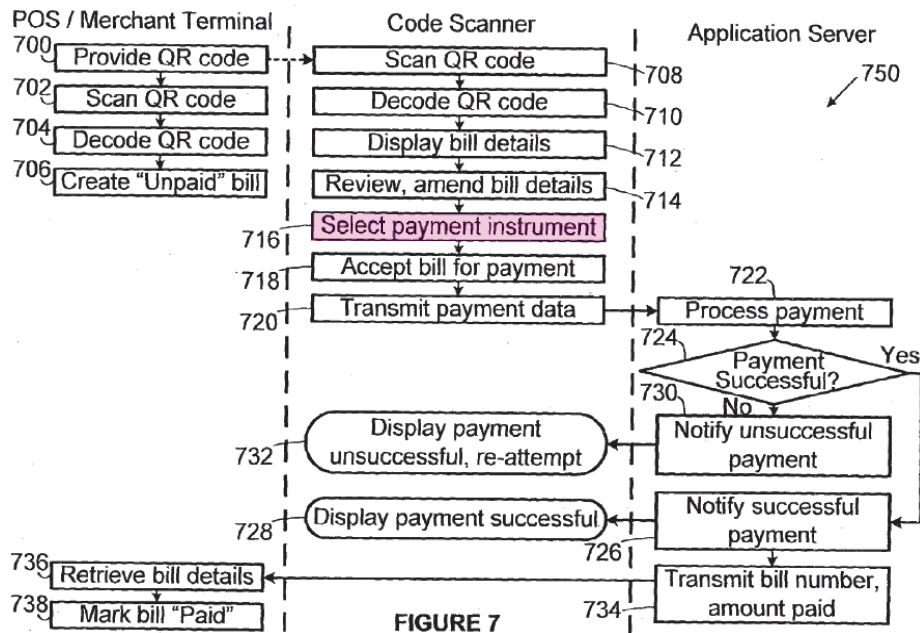 POS / Merchant Terminal
Code Scanner
Application Server
700
Provide QR code
Scan QR code
708
750
702
Scan QR code
Decode QR code
710
704
Decode QR code
Display bill details
712
706
Create “Unpaid” bill
Review, amend bill details
714
716
Select payment instrument
718
Accept bill for payment
720
Transmit payment data
722
Process payment
724
Payment
Successful?
Yes
No
730
Notify unsuccessful
payment
732
Display payment
unsuccessful, re-attempt
728
Display payment successful
726
Notify successful
payment
736
Retrieve bill details
734
Transmit bill number,
amount paid
738
Mark bill “Paid”
FIGURE 7